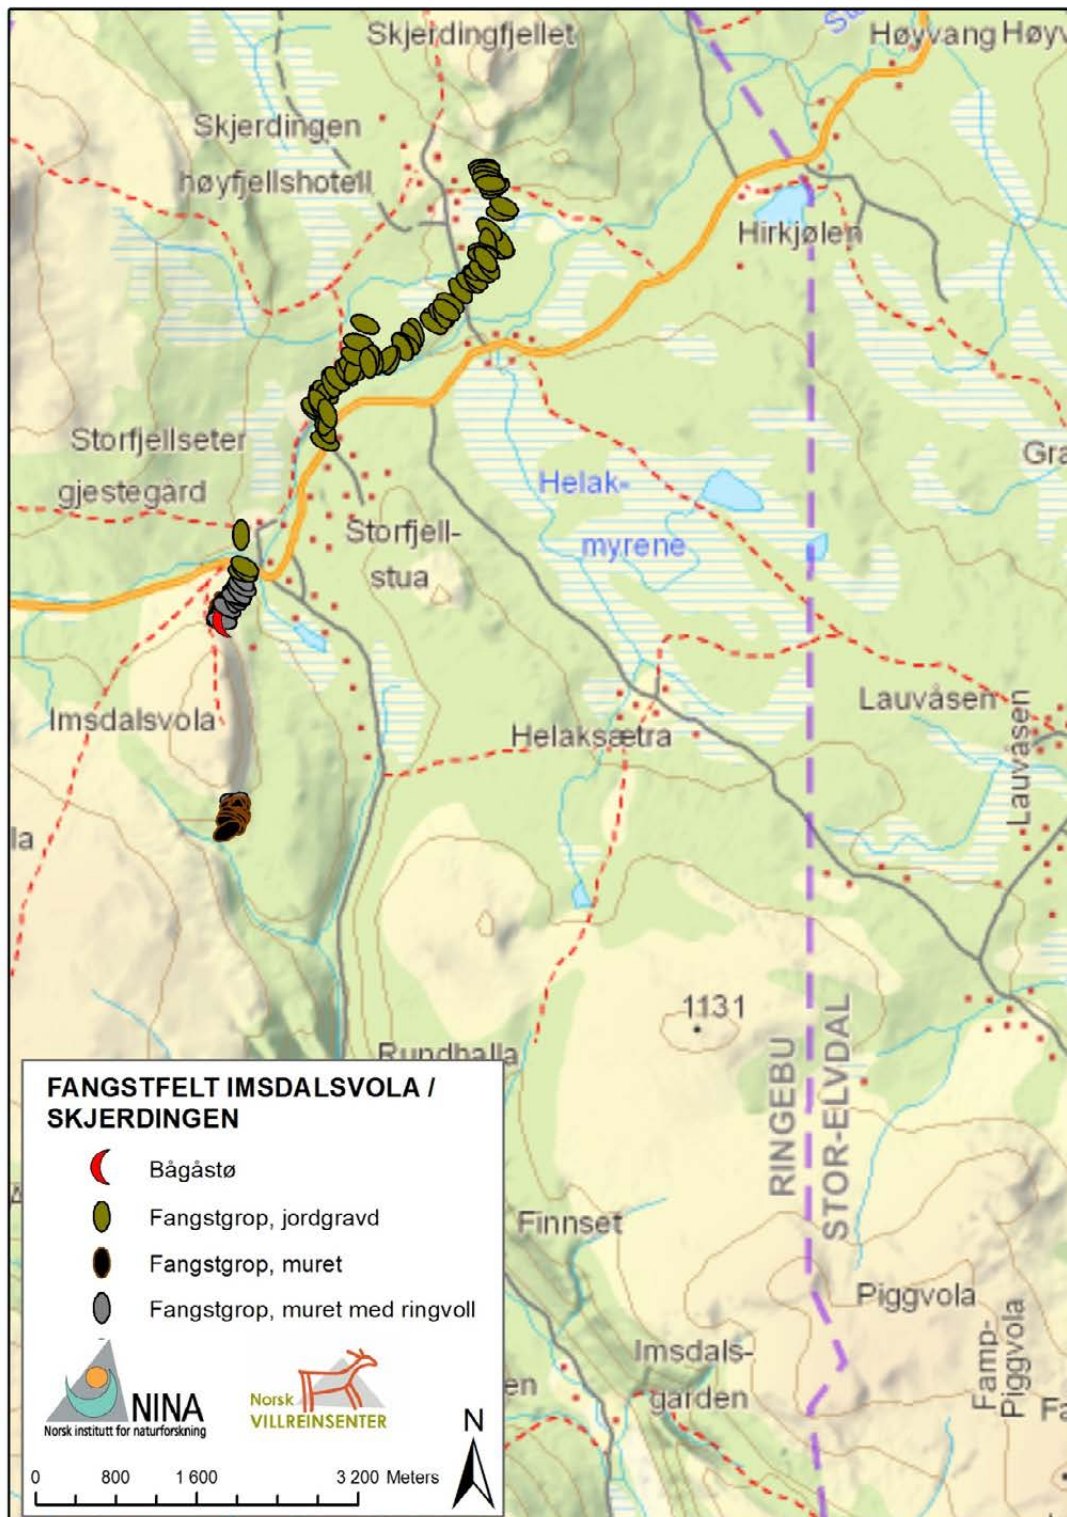 Skjerdingfjellet
Høyvang
Skjerdingen
høyfjellshotell
Hirkjølen
Storfjellseter
gjestegård
Helak-
myrene
Storfjell-
stua
Imsdalsvola
Helaksætra
Lauvåsen
Lauvåsen
1131
Rundhalla
RINGEBU
STOR-ELVDAL
Finnset
Piggvola
Famp-
Piggvola
Imsdals-
garden
FANGSTFELT IMSDALSVOLA /
SKJERDINGEN
Bågåstø
Fangstgrop, jordgravd
Fangstgrop, muret
Fangstgrop, muret med ringvoll
NINA
Norsk institutt for naturforskning
Norsk
VILLREINSENTER
N
0 800 1 600 3 200 Meters